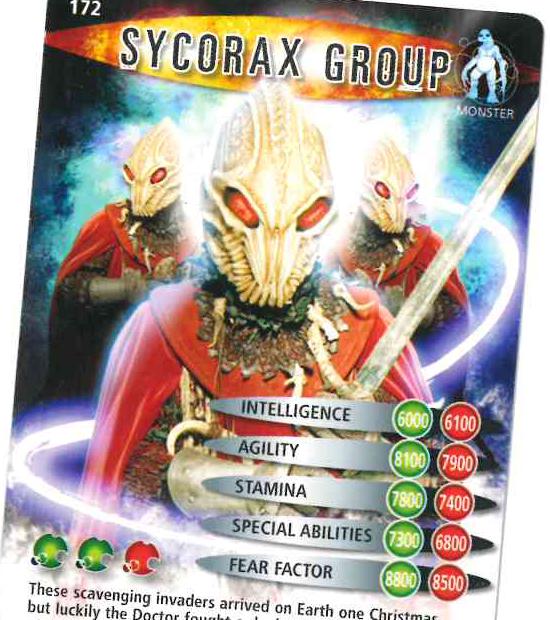 172
SYCORAX GROUP
MONSTER
INTELLIGENCE 6000 6100
AGILITY 8100 7900
STAMINA 7800 7400
SPECIAL ABILITIES 7300 6800
FEAR FACTOR 8800 8500
These scavenging invaders arrived on Earth one Christmas
but luckily the Doctor fought